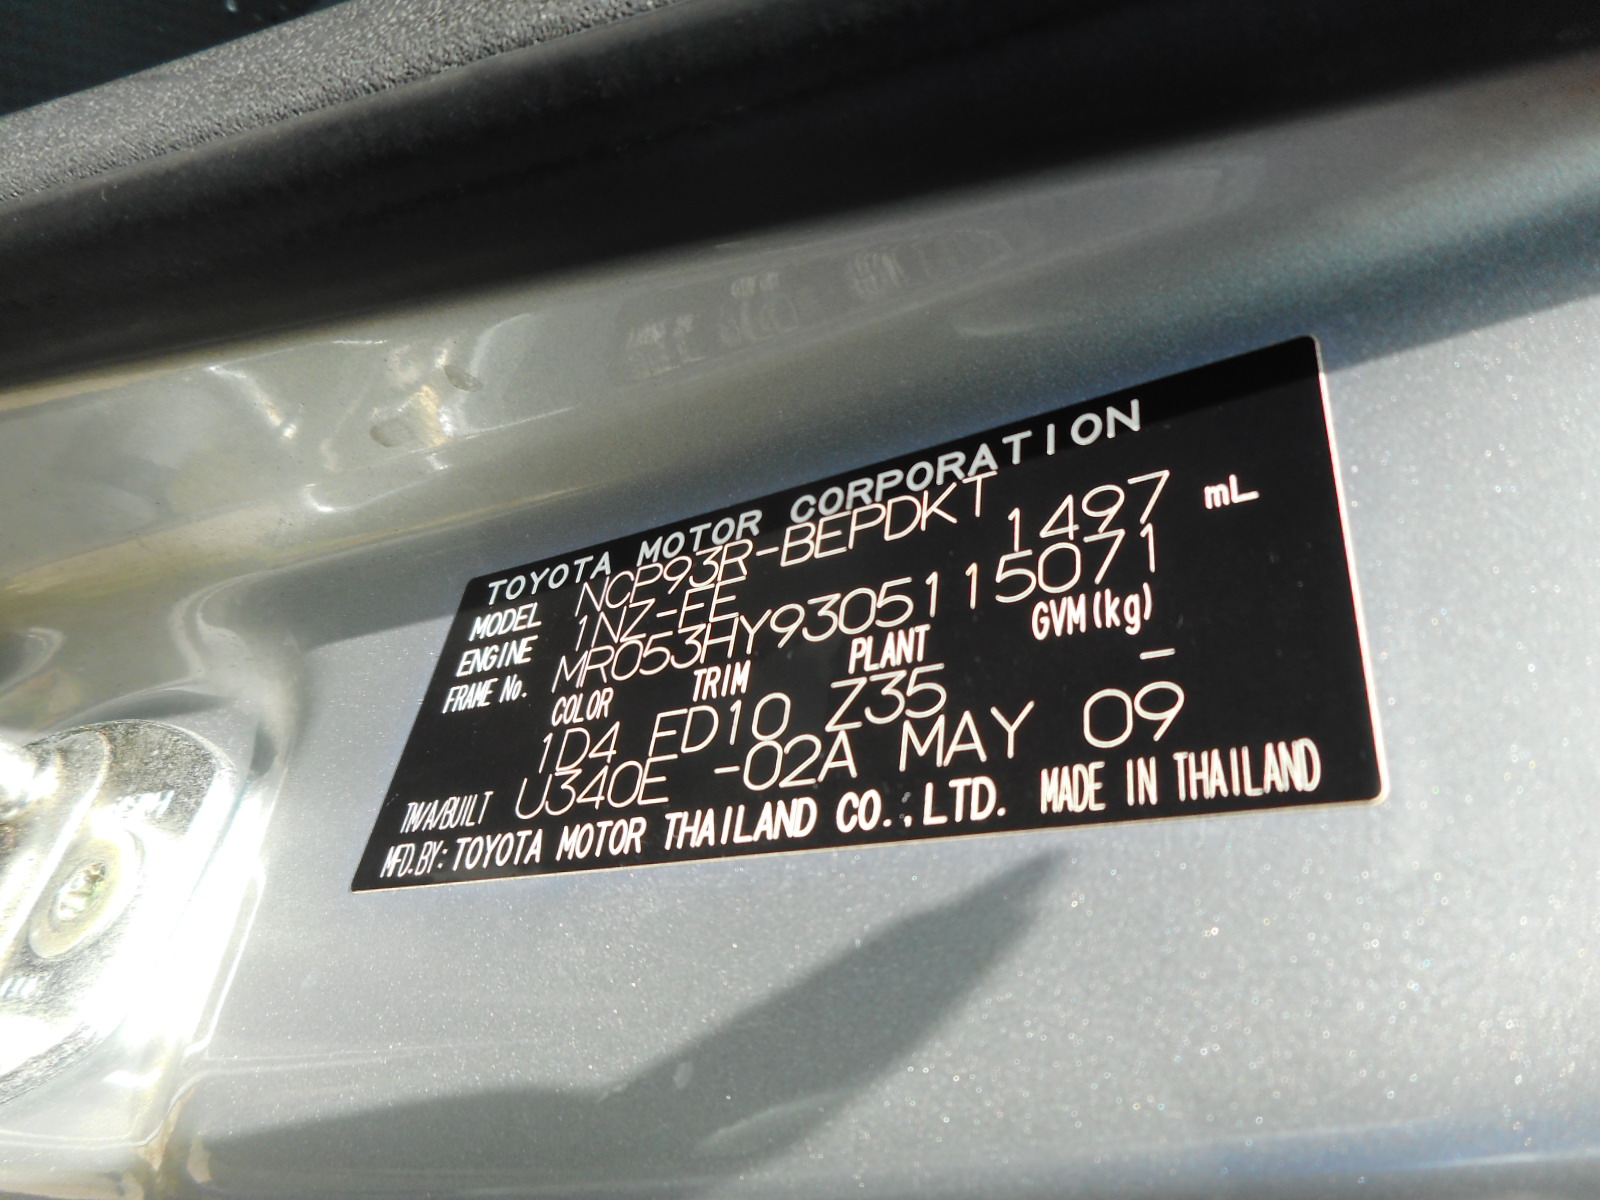 TOYOTA MOTOR CORPORATION
MODEL NCP93R-BEPDKT
ENGINE 1NZ-FE 1497 mL
FRAME No. MR053HY9305115071
COLOR TRIM PLANT GVM(kg)
1D4 ED10 Z35 –
TM/A/BUILT U340E -02A MAY 09
MFD.BY: TOYOTA MOTOR THAILAND CO.,LTD. MADE IN THAILAND